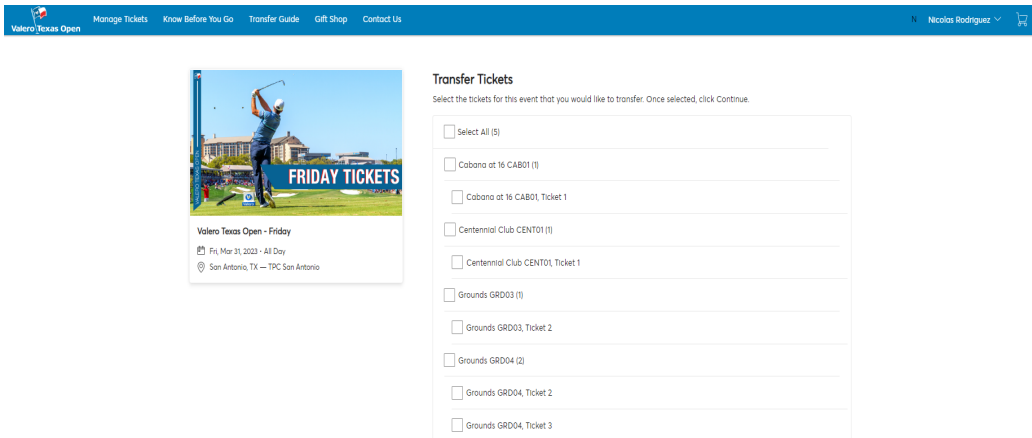 Valero Texas Open
Manage Tickets Know Before You Go Transfer Guide Gift Shop Contact Us
N Nicolas Rodriguez
FRIDAY TICKETS
Valero Texas Open - Friday
Fri, Mar 31, 2023 • All Day
San Antonio, TX — TPC San Antonio
Transfer Tickets
Select the tickets for this event that you would like to transfer. Once selected, click Continue.
Select All (5)
Cabana at 16 CAB01 (1)
Cabana at 16 CAB01, Ticket 1
Centennial Club CENT01 (1)
Centennial Club CENT01, Ticket 1
Grounds GRD03 (1)
Grounds GRD03, Ticket 2
Grounds GRD04 (2)
Grounds GRD04, Ticket 2
Grounds GRD04, Ticket 3